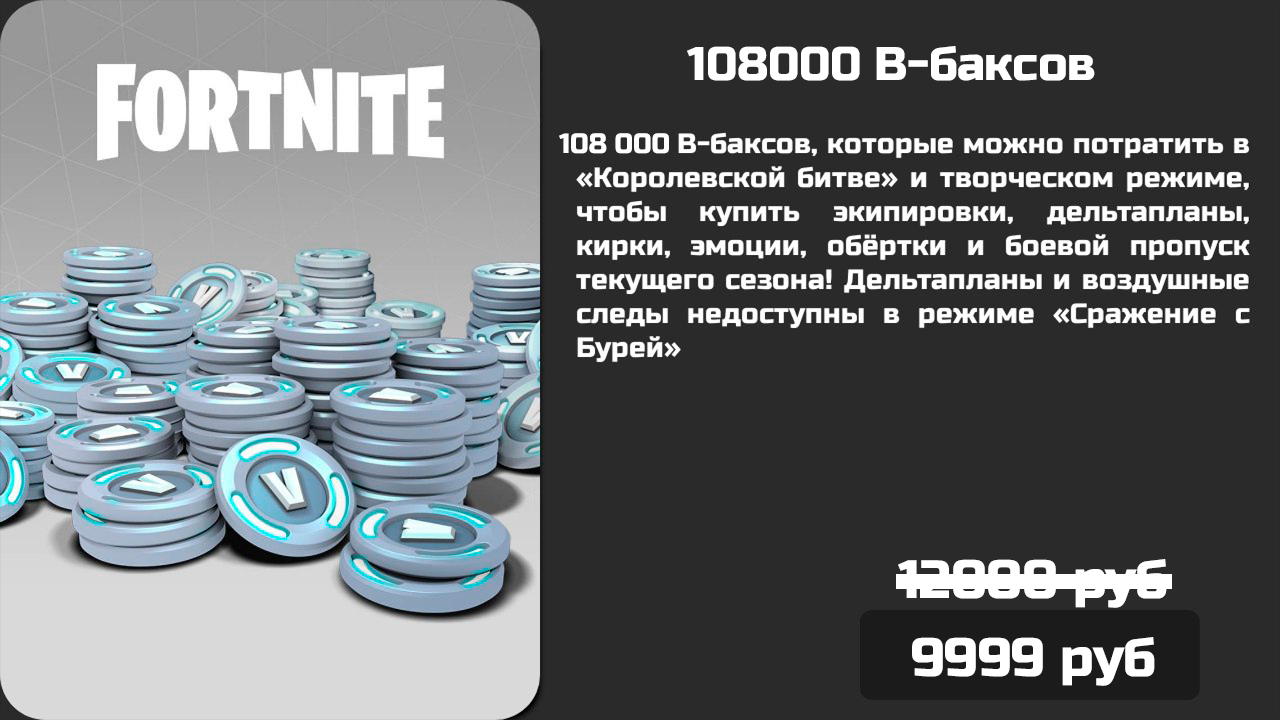 FORTNITE
108000 В-баксов
108 000 В-баксов, которые можно потратить в
«Королевской битве» и творческом режиме,
чтобы купить экипировки, дельтапланы,
кирки, эмоции, обёртки и боевой пропуск
текущего сезона! Дельтапланы и воздушные
следы недоступны в режиме «Сражение с
Бурей»
12000 руб
9999 руб